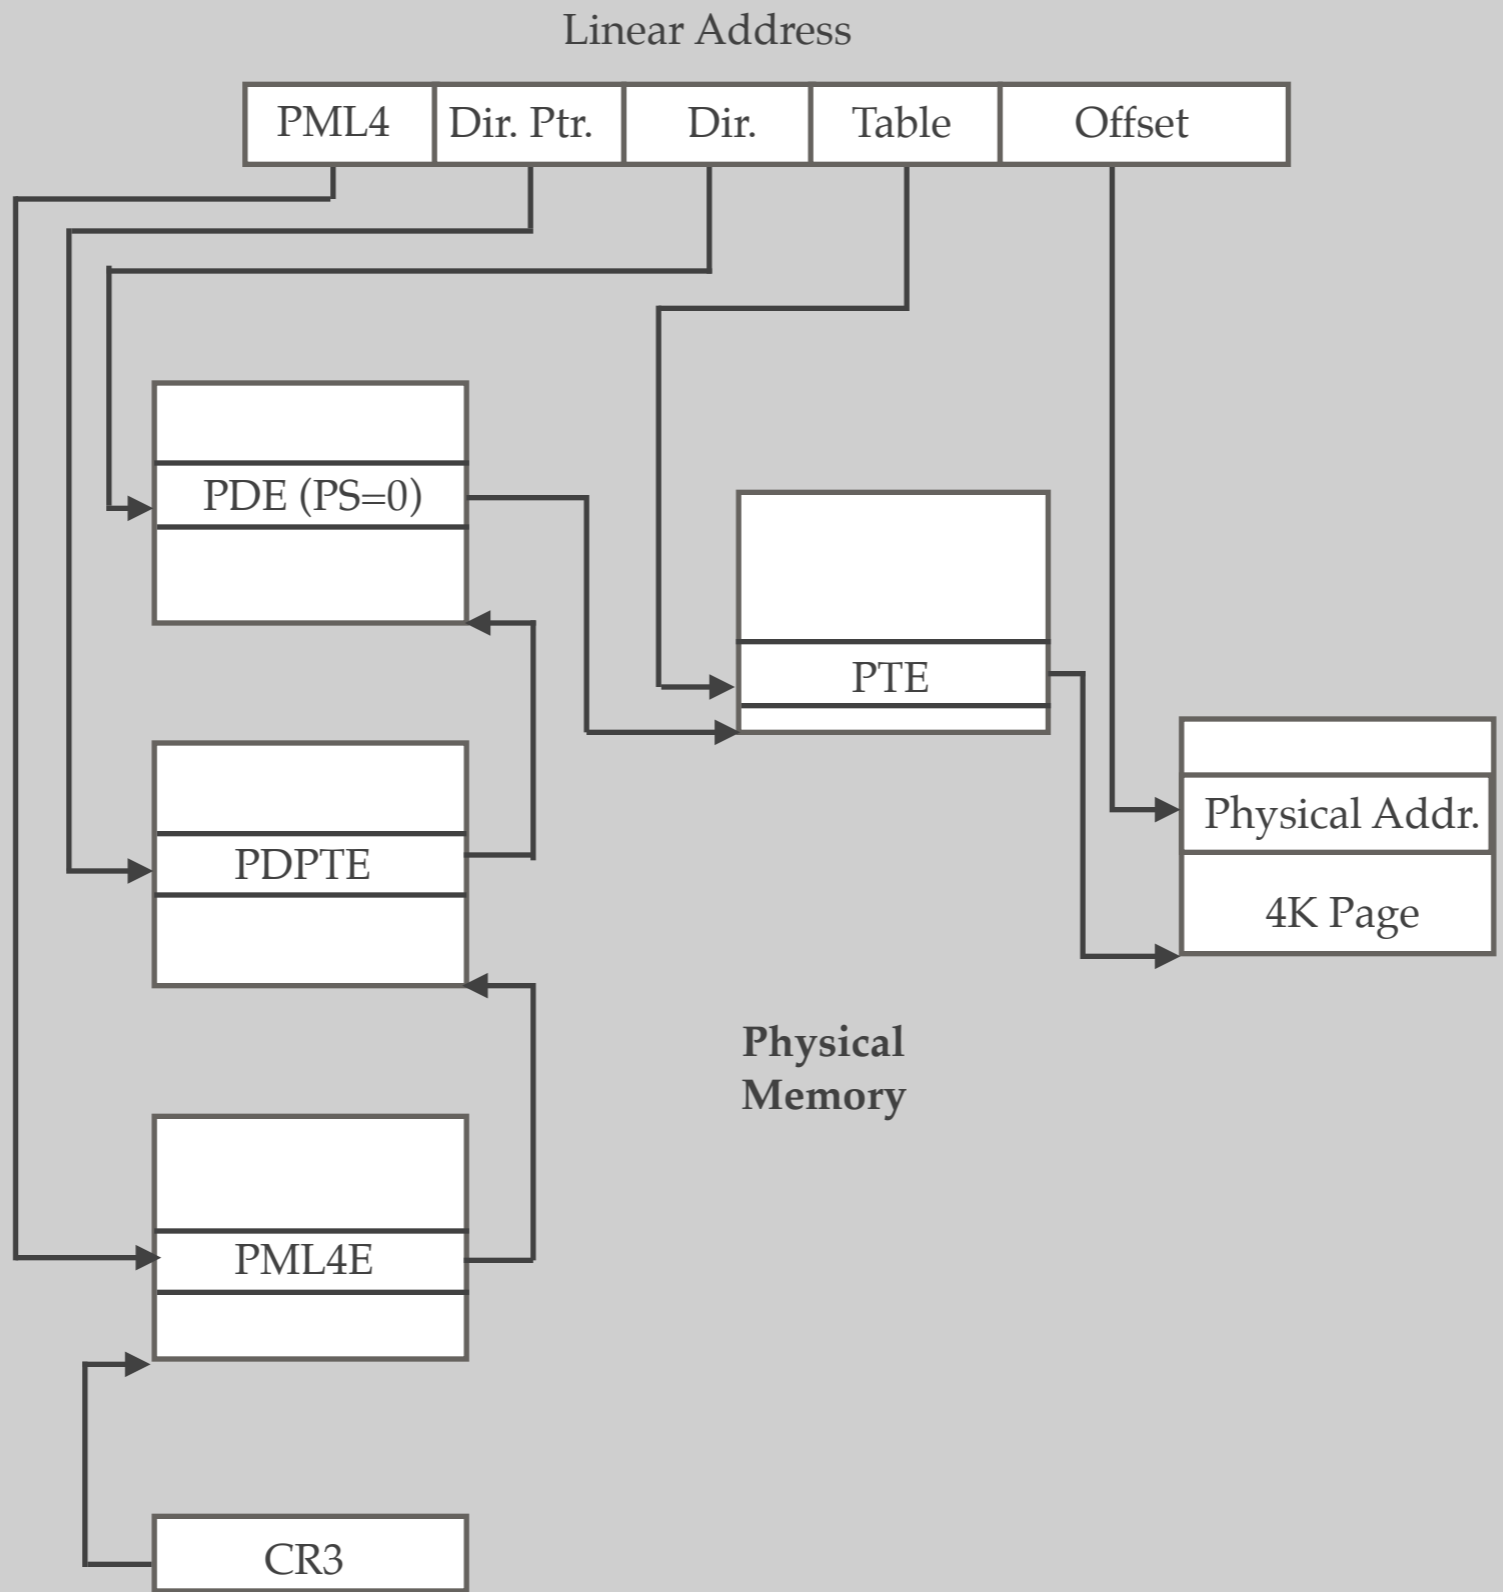 Linear Address
PML4
Dir. Ptr.
Dir.
Table
Offset
PDE (PS=0)
PTE
Physical Addr.
PDPTE
4K Page
Physical
Memory
PML4E
CR3